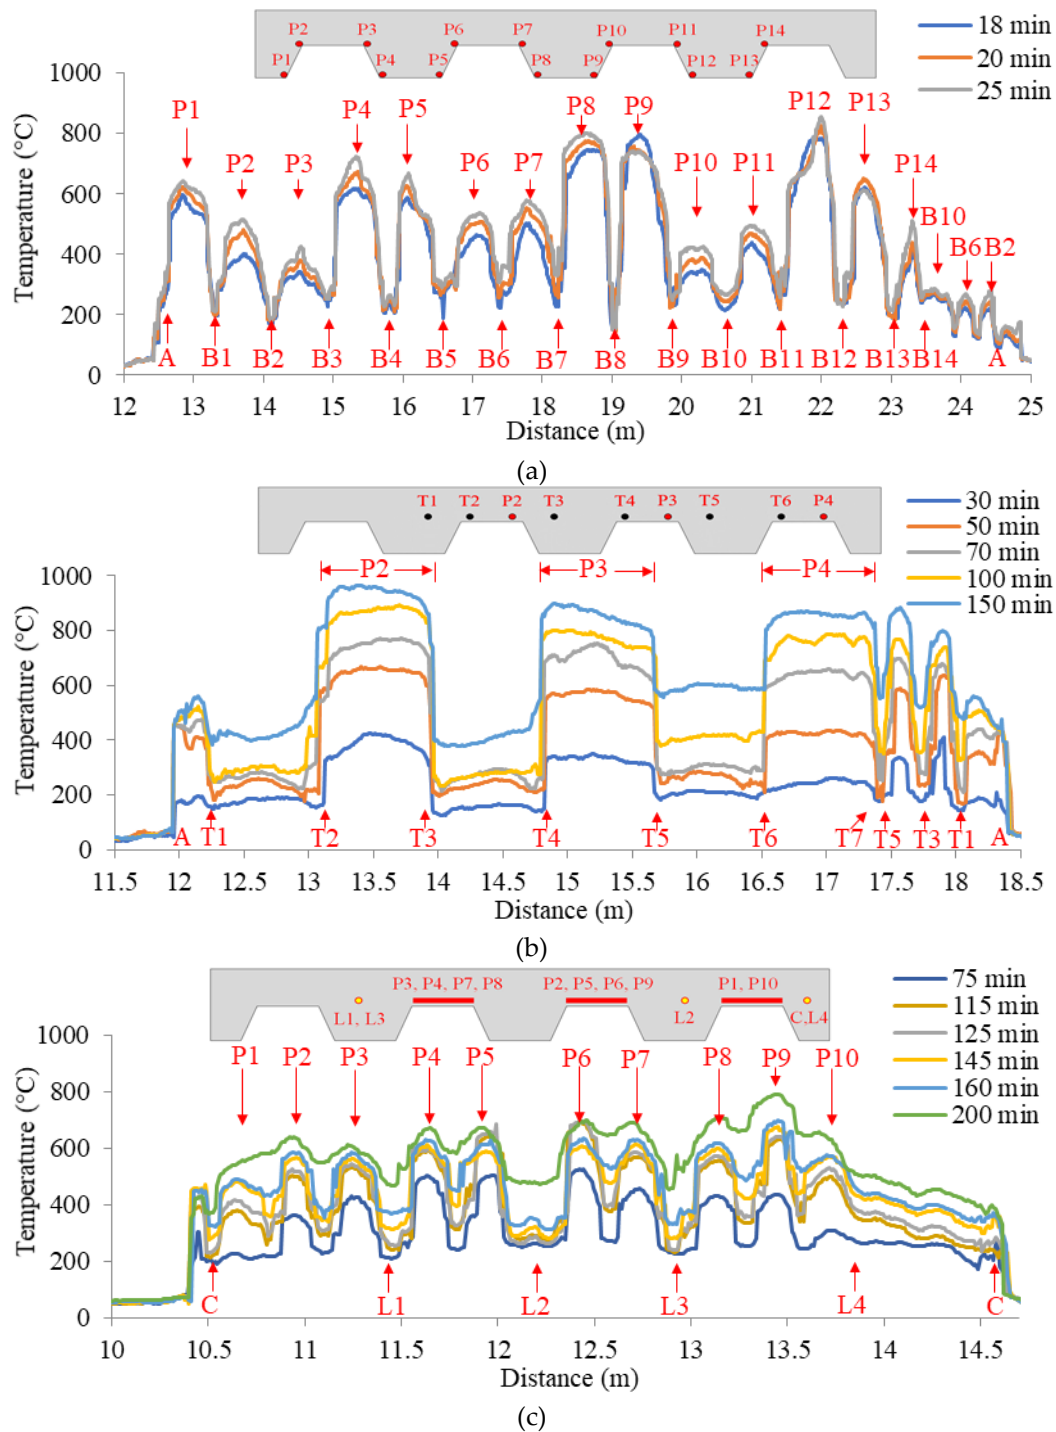 P2 P3 P6 P7 P10 P11 P14
P1 P4 P5 P8 P9 P12 P13
18 min
20 min
25 min
Temperature (°C)
1000
800
600
400
200
0
P1 P2 P3 P4 P5 P6 P7 P8 P9 P10 P11 P12 P13 P14 B10 B6 B2
A B1 B2 B3 B4 B5 B6 B7 B8 B9 B10 B11 B12 B13 B14 A
12 13 14 15 16 17 18 19 20 21 22 23 24 25
Distance (m)
(a)
T1 T2 P2 T3 T4 P3 T5 T6 P4
30 min
50 min
70 min
100 min
150 min
Temperature (°C)
1000
800
600
400
200
0
P2 P3 P4
A T1 T2 T3 T4 T5 T6 T7 T5 T3 T1 A
11.5 12 12.5 13 13.5 14 14.5 15 15.5 16 16.5 17 17.5 18 18.5
Distance (m)
(b)
P3, P4, P7, P8 P2, P5, P6, P9 P1, P10
L1, L3 L2 C,L4
75 min
115 min
125 min
145 min
160 min
200 min
Temperature (°C)
1000
800
600
400
200
0
P1 P2 P3 P4 P5 P6 P7 P8 P9 P10
C L1 L2 L3 L4 C
10 10.5 11 11.5 12 12.5 13 13.5 14 14.5
Distance (m)
(c)